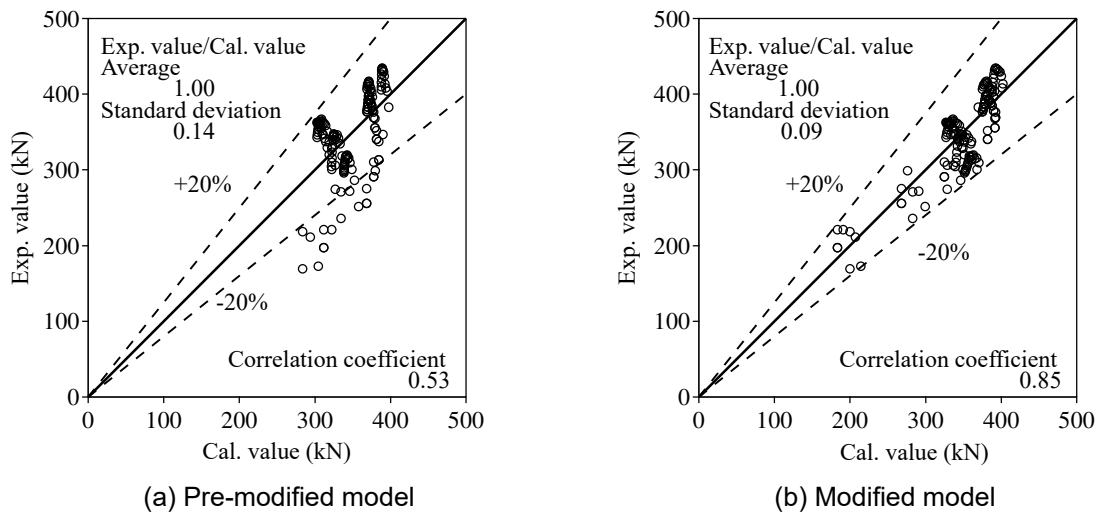 500
400
300
200
100
0
Exp. value (kN)
Exp. value/Cal. value
Average
1.00
Standard deviation
0.14
+20%
-20%
Correlation coefficient
0.53
0 100 200 300 400 500
Cal. value (kN)
(a) Pre-modified model
500
400
300
200
100
0
Exp. value (kN)
Exp. value/Cal. value
Average
1.00
Standard deviation
0.09
+20%
-20%
Correlation coefficient
0.85
0 100 200 300 400 500
Cal. value (kN)
(b) Modified model